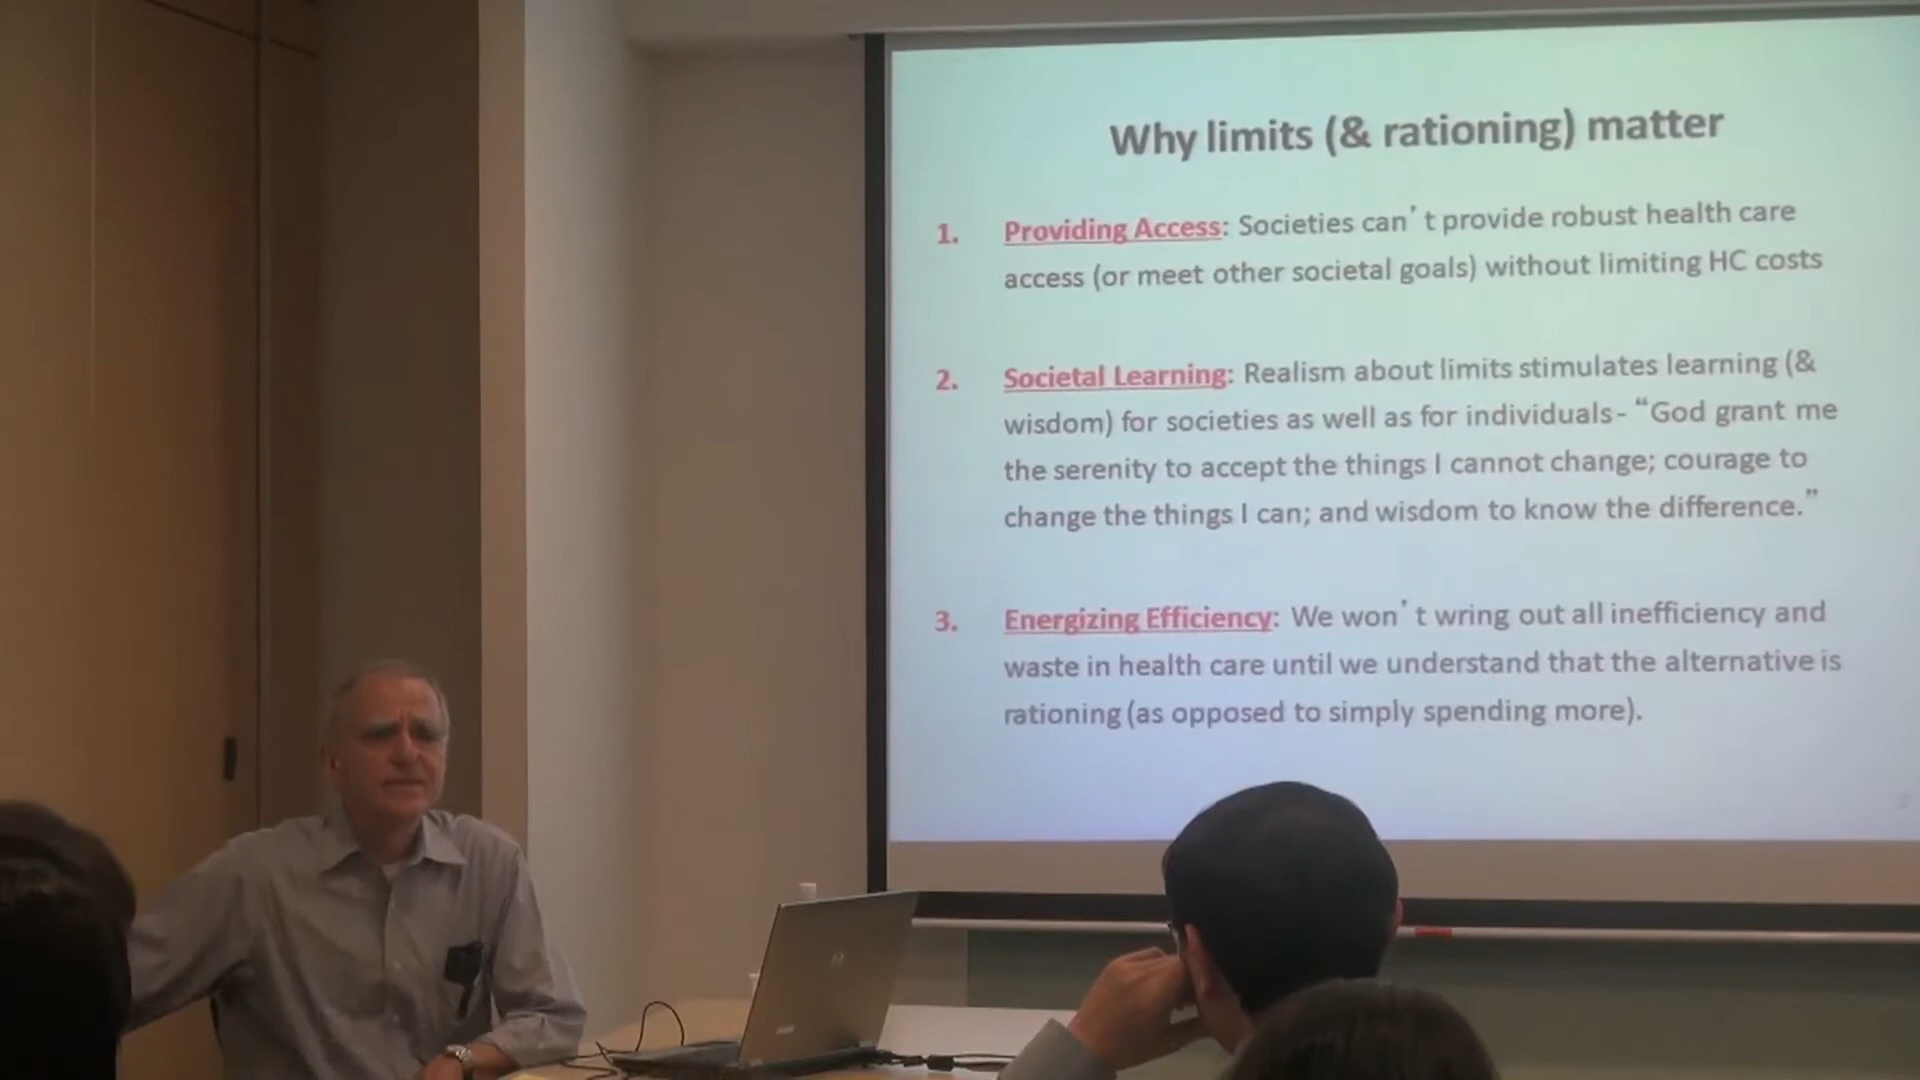 Why limits (& rationing) matter
1. Providing Access: Societies can’t provide robust health care
access (or meet other societal goals) without limiting HC costs
2. Societal Learning: Realism about limits stimulates learning (&
wisdom) for societies as well as for individuals- “God grant me
the serenity to accept the things I cannot change; courage to
change the things I can; and wisdom to know the difference.”
3. Energizing Efficiency: We won’t wring out all inefficiency and
waste in health care until we understand that the alternative is
rationing (as opposed to simply spending more).